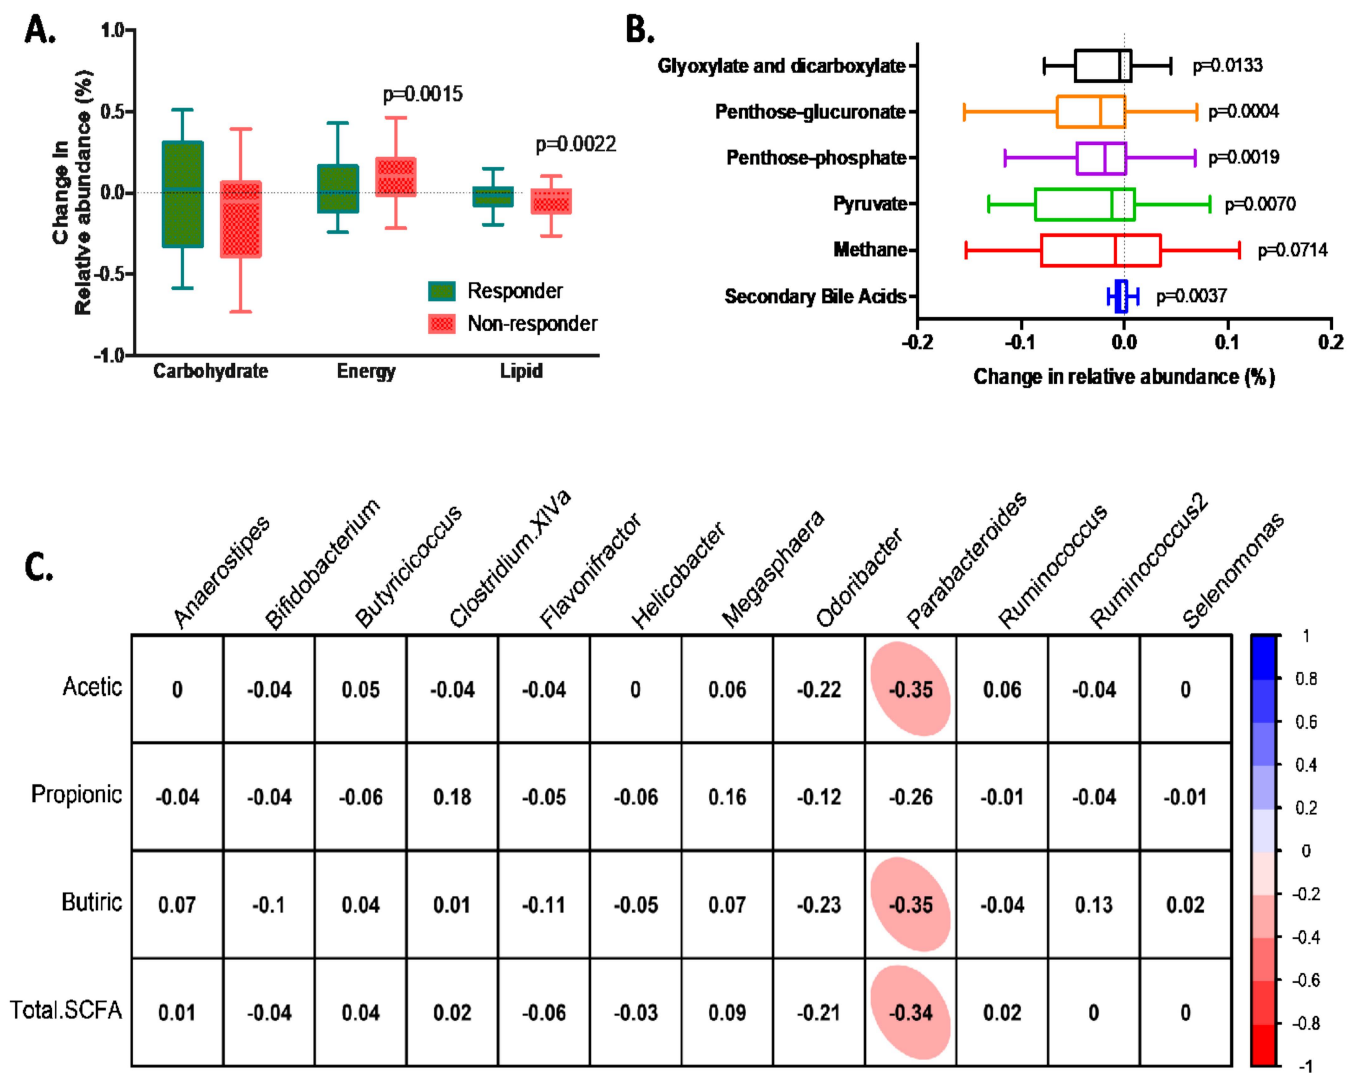 A.
Change In
Relative abundance (%)
1.0
0.5
0.0
-0.5
-1.0
p=0.0015
p=0.0022
Responder
Non-responder
Carbohydrate Energy Lipid
B.
Glyoxylate and dicarboxylate p=0.0133
Penthose-glucuronate p=0.0004
Penthose-phosphate p=0.0019
Pyruvate p=0.0070
Methane p=0.0714
Secondary Bile Acids p=0.0037
-0.2 -0.1 0.0 0.1 0.2
Change in relative abundance (%)
C.
Anaerostipes Bifidobacterium Butyricicoccus Clostridium.XIVa Flavonifractor Helicobacter Megasphaera Odoribacter Parabacteroides Ruminococcus Ruminococcus2 Selenomonas
Acetic 0 -0.04 0.05 -0.04 -0.04 0 0.06 -0.22 -0.35 0.06 -0.04 0
Propionic -0.04 -0.04 -0.06 0.18 -0.05 -0.06 0.16 -0.12 -0.26 -0.01 -0.04 -0.01
Butiric 0.07 -0.1 0.04 0.01 -0.11 -0.05 0.07 -0.23 -0.35 -0.04 0.13 0.02
Total.SCFA 0.01 -0.04 0.04 0.02 -0.06 -0.03 0.09 -0.21 -0.34 0.02 0 0
1
0.8
0.6
0.4
0.2
0
-0.2
-0.4
-0.6
-0.8
-1